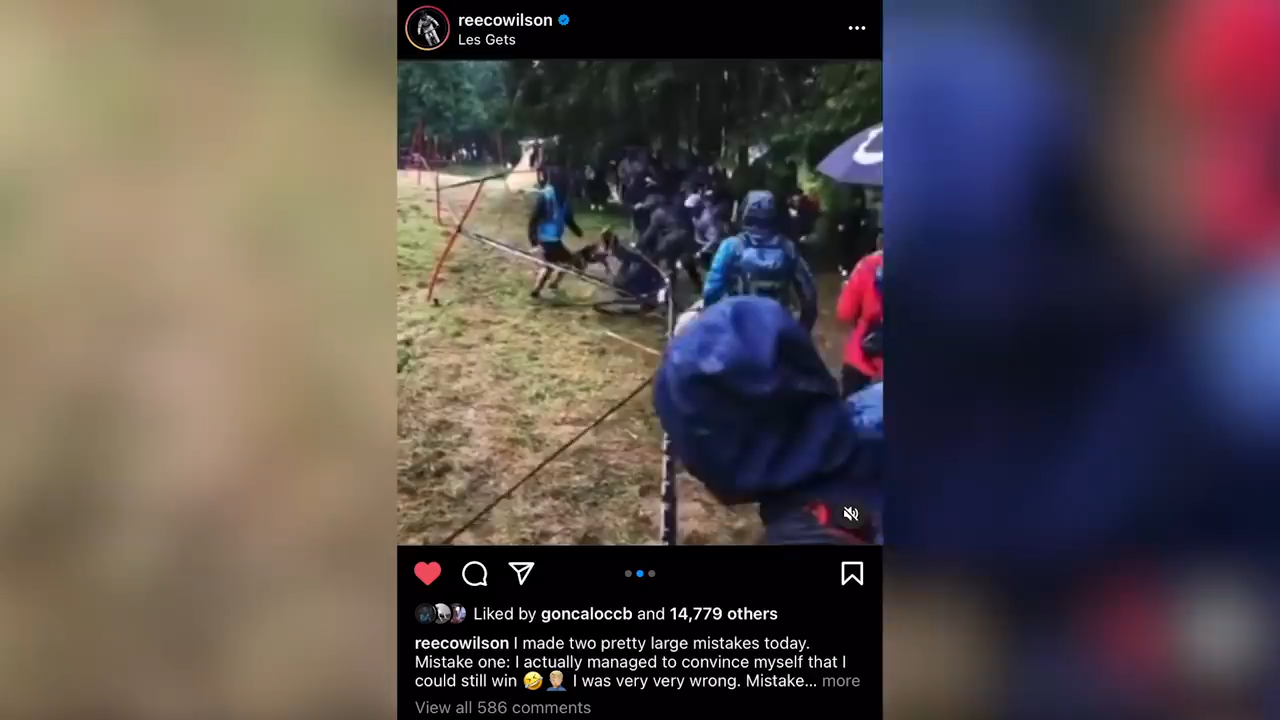 reecowilson
Les Gets
Liked by goncaloccb and 14,779 others
reecowilson I made two pretty large mistakes today.
Mistake one: I actually managed to convince myself that I
could still win 🤣🤦🏼‍♂️ I was very very wrong. Mistake... more
View all 586 comments